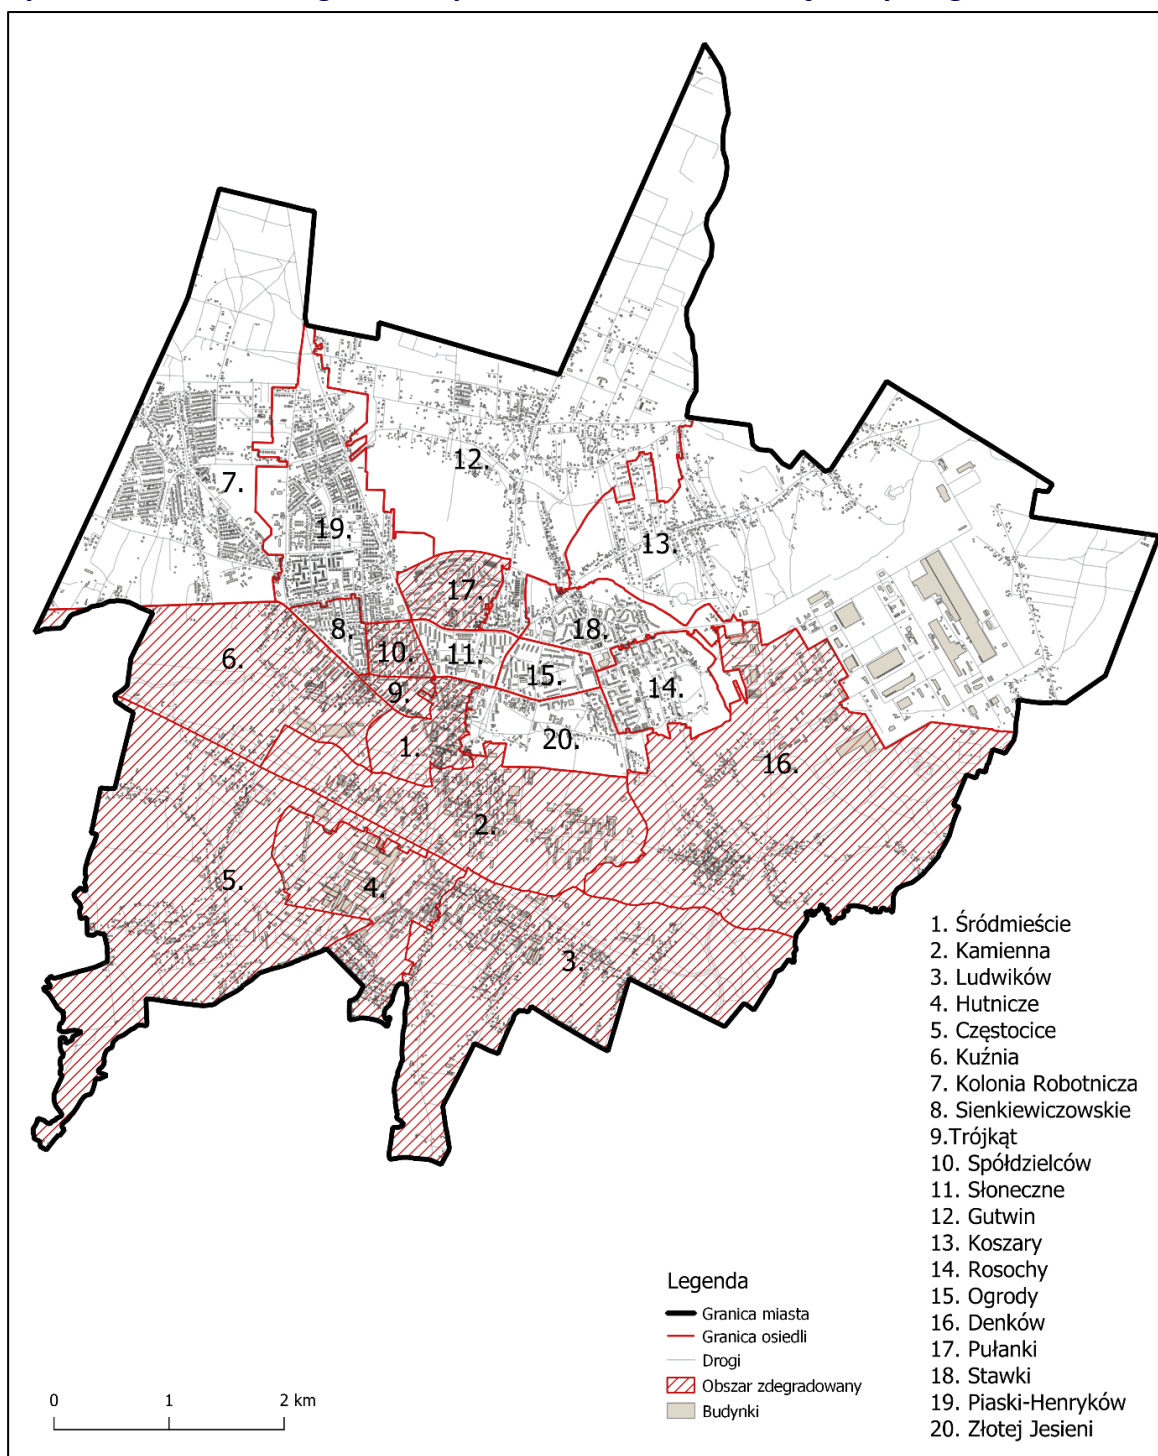 12.
7.
19.
13.
17.
8.
18.
6.
10.
11.
15.
14.
9.
1.
20.
16.
2.
5.
4.
3.
1. Śródmieście
2. Kamienna
3. Ludwików
4. Hutnicze
5. Częstocice
6. Kuźnia
7. Kolonia Robotnicza
8. Sienkiewiczowskie
9.Trójkąt
10. Spółdzielców
11. Słoneczne
12. Gutwin
13. Koszary
14. Rosochy
15. Ogrody
16. Denków
17. Pułanki
18. Stawki
19. Piaski-Henryków
20. Złotej Jesieni
Legenda
Granica miasta
Granica osiedli
Drogi
Obszar zdegradowany
Budynki
0 1 2 km